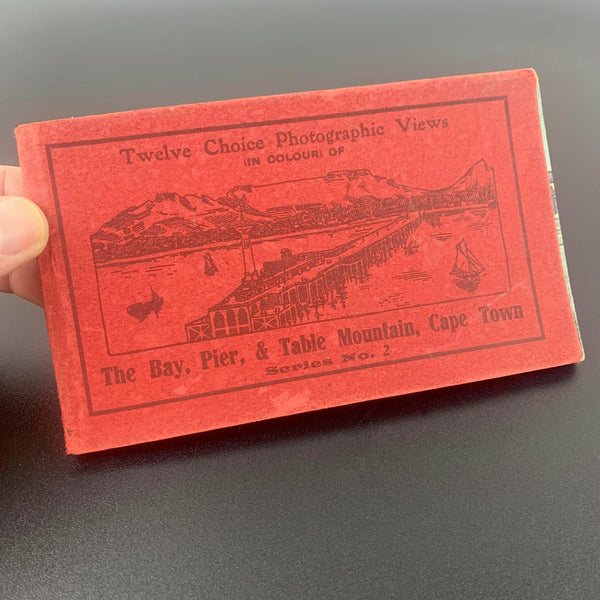 Twelve Choice Photographic Views
(IN COLOUR) OF
The Bay, Pier, & Table Mountain, Cape Town
Series No. 2